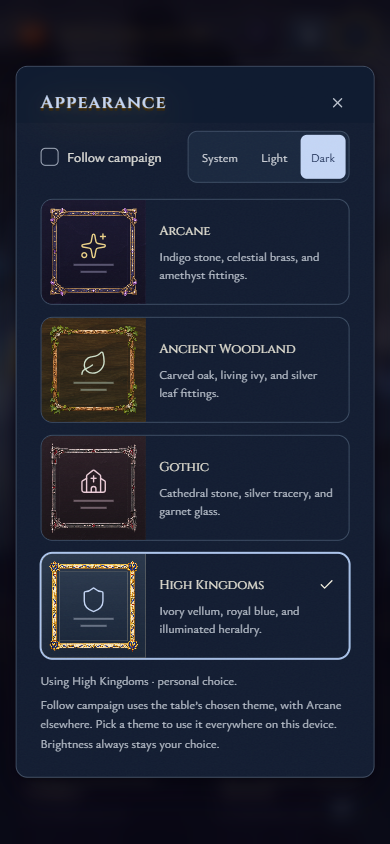 APPEARANCE
Follow campaign
System Light Dark
ARCANE
Indigo stone, celestial brass, and
amethyst fittings.
ANCIENT WOODLAND
Carved oak, living ivy, and silver
leaf fittings.
GOTHIC
Cathedral stone, silver tracery, and
garnet glass.
HIGH KINGDOMS
Ivory vellum, royal blue, and
illuminated heraldry.
Using High Kingdoms · personal choice.
Follow campaign uses the table's chosen theme, with Arcane
elsewhere. Pick a theme to use it everywhere on this device.
Brightness always stays your choice.